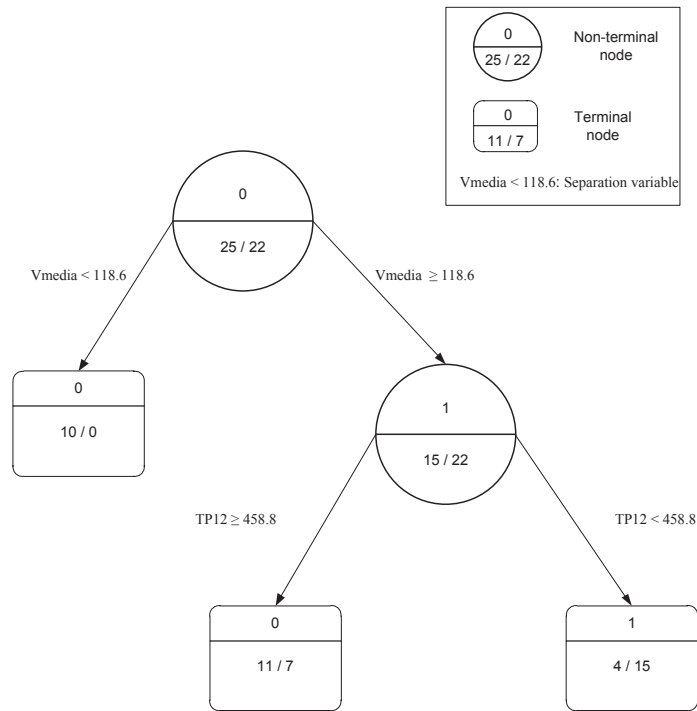 0
25 / 22
Non-terminal
node
0
11 / 7
Terminal
node
Vmedia < 118.6: Separation variable
0
25 / 22
Vmedia < 118.6
Vmedia ≥ 118.6
0
10 / 0
1
15 / 22
TP12 ≥ 458.8
TP12 < 458.8
0
11 / 7
1
4 / 15